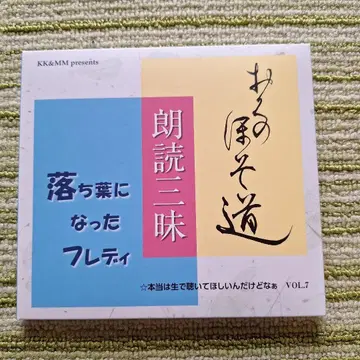 KK&MM presents
おくの
ほそ道
朗読三昧
落ち葉に
なった
フレディ
☆本当は生で聴いてほしいんだけどなぁ VOL.7